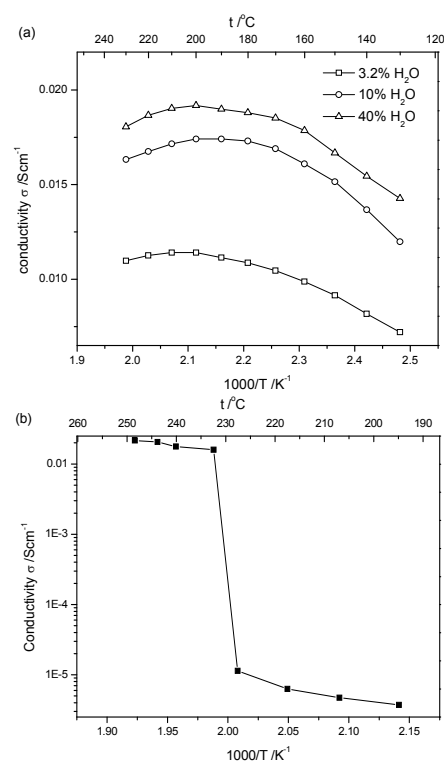 t /°C
(a)
240 220 200 180 160 140 120
3.2% H₂O
10% H₂O
40% H₂O
0.020
0.015
0.010
conductivity σ /Scm⁻¹
1.9 2.0 2.1 2.2 2.3 2.4 2.5
1000/T /K⁻¹
t /°C
(b)
260 250 240 230 220 210 200 190
0.01
1E-3
1E-4
1E-5
Conductivity σ /Scm⁻¹
1.90 1.95 2.00 2.05 2.10 2.15
1000/T /K⁻¹